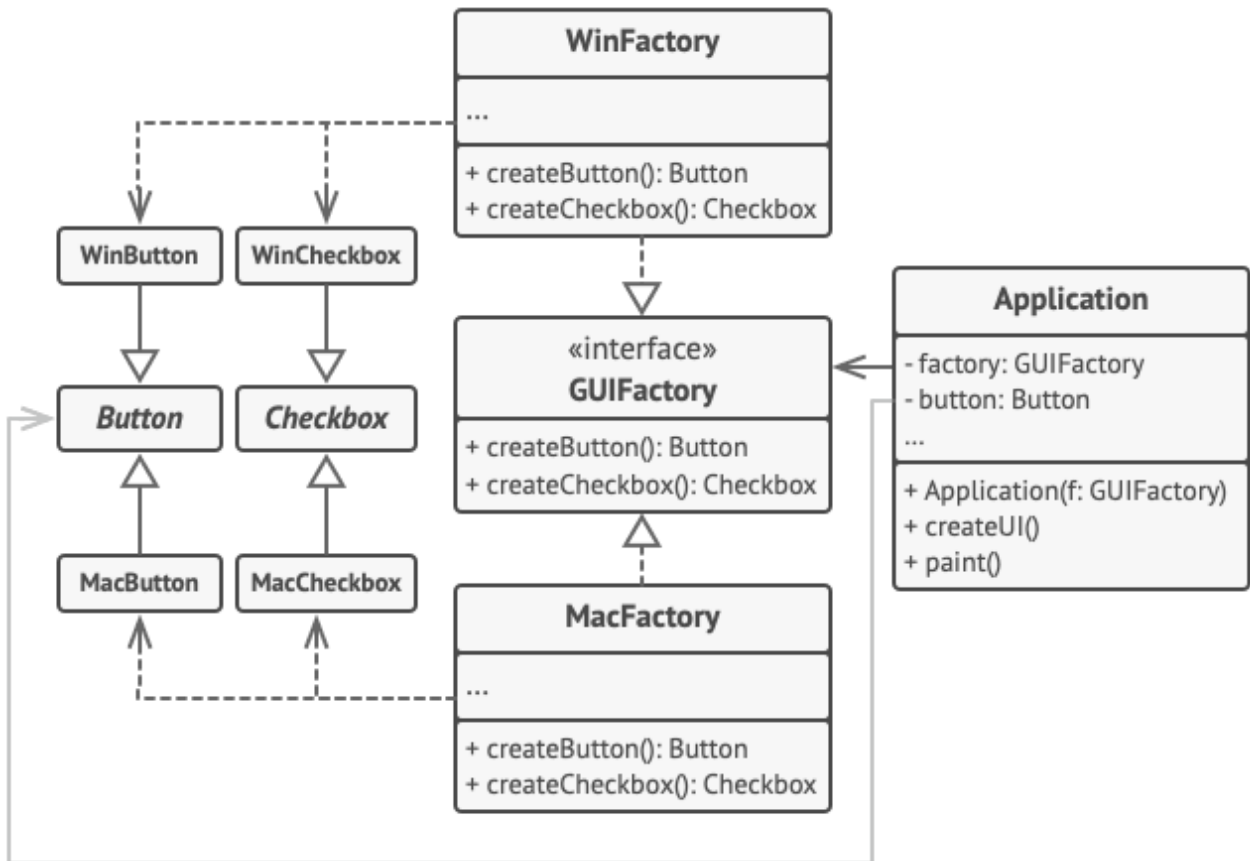 WinFactory
...
+ createButton(): Button
+ createCheckbox(): Checkbox
WinButton
WinCheckbox
Button
Checkbox
MacButton
MacCheckbox
«interface»
GUIFactory
+ createButton(): Button
+ createCheckbox(): Checkbox
Application
- factory: GUIFactory
- button: Button
...
+ Application(f: GUIFactory)
+ createUI()
+ paint()
MacFactory
...
+ createButton(): Button
+ createCheckbox(): Checkbox